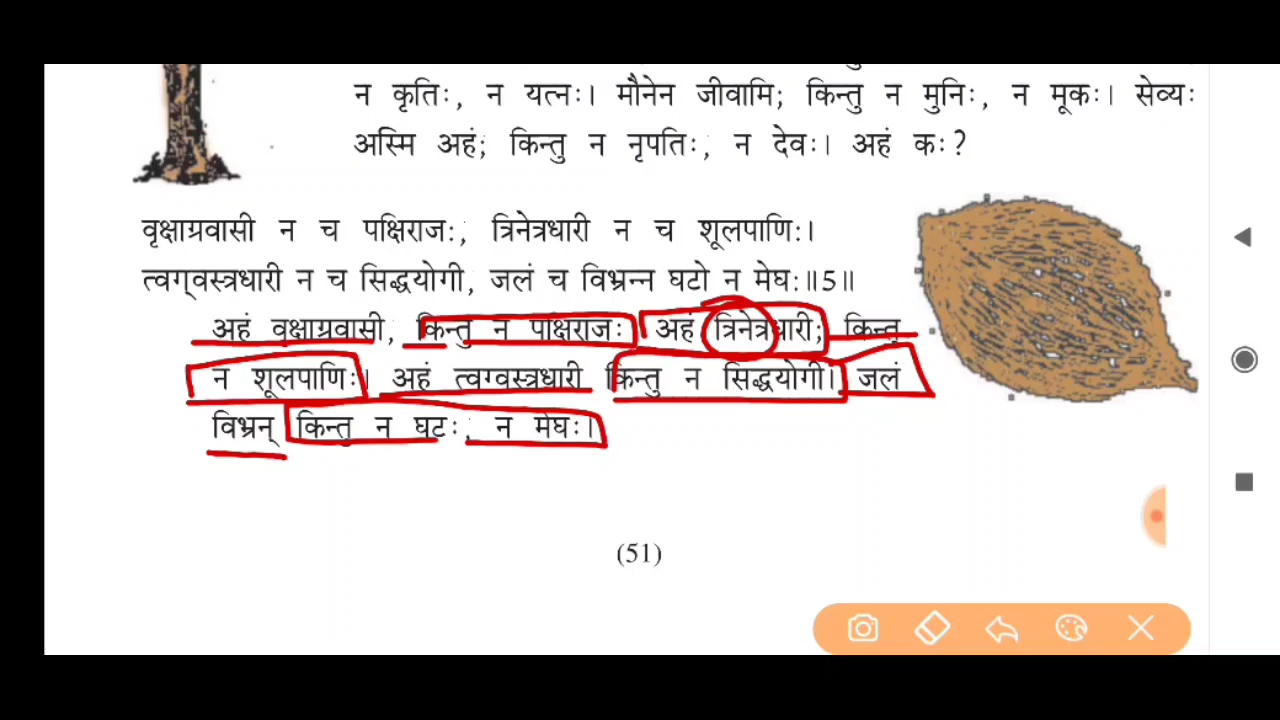 न कृतिः, न यत्नः। मौनेन जीवामि; किन्तु न मुनिः, न मूकः। सेव्यः
अस्मि अहं; किन्तु न नृपतिः, न देवः। अहं कः?
वृक्षाग्रवासी न च पक्षिराजः, त्रिनेत्रधारी न च शूलपाणिः।
त्वग्वस्त्रधारी न च सिद्धयोगी, जलं च विभ्रन्न घटो न मेघः॥5॥
अहं वृक्षाग्रवासी, किन्तु न पक्षिराजः अहं त्रिनेत्रधारी; किन्तु
न शूलपाणिः। अहं त्वग्वस्त्रधारी किन्तु न सिद्धयोगी। जलं
विभ्रन् किन्तु न घटः, न मेघः।
(51)